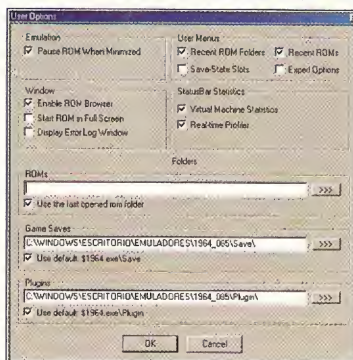 User Options
Emulation
Pause ROM When Minimized
User Menus
Recent ROM Folders
Recent ROMs
Save-State Slots
Expert Options
Window
Enable ROM Browser
Start ROM in Full Screen
Display Error Log Window
StatusBar Statistics
Virtual Machine Statistics
Real-time Profiler
Folders
ROMs
>>>
Use the last opened rom folder
Game Saves
C:\WINDOWS\ESCRITORIO\EMULADORES\1964_085\Save\
>>>
Use default: $1964.exe\Save
Plugins
C:\WINDOWS\ESCRITORIO\EMULADORES\1964_085\Plugin\
>>>
Use default: $1964.exe\Plugin
OK
Cancel